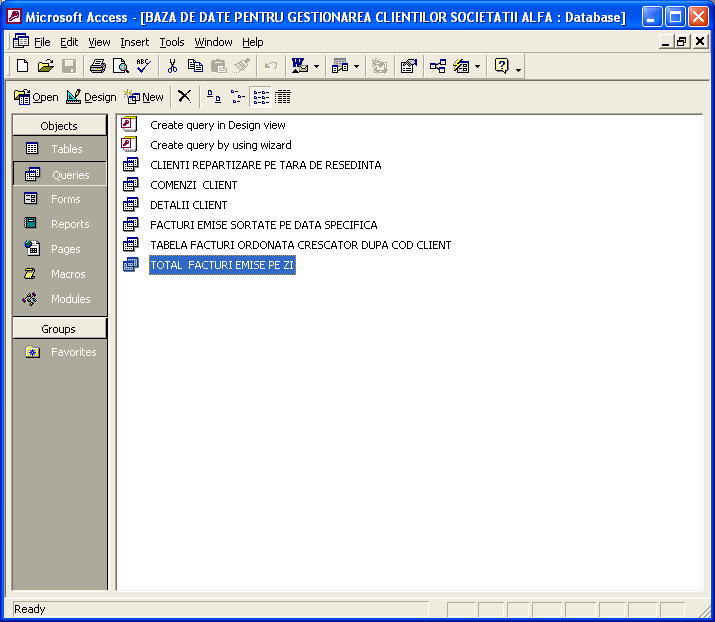 Microsoft Access - [BAZA DE DATE PENTRU GESTIONAREA CLIENTILOR SOCIETATII ALFA : Database]
File Edit View Insert Tools Window Help
Open Design New
Objects
Tables
Queries
Forms
Reports
Pages
Macros
Modules
Groups
Favorites
Create query in Design view
Create query by using wizard
CLIENTI REPARTIZARE PE TARA DE RESEDINTA
COMENZI  CLIENT
DETALII CLIENT
FACTURI EMISE SORTATE PE DATA SPECIFICA
TABELA FACTURI ORDONATA CRESCATOR DUPA COD CLIENT
TOTAL  FACTURI EMISE PE ZI
Ready